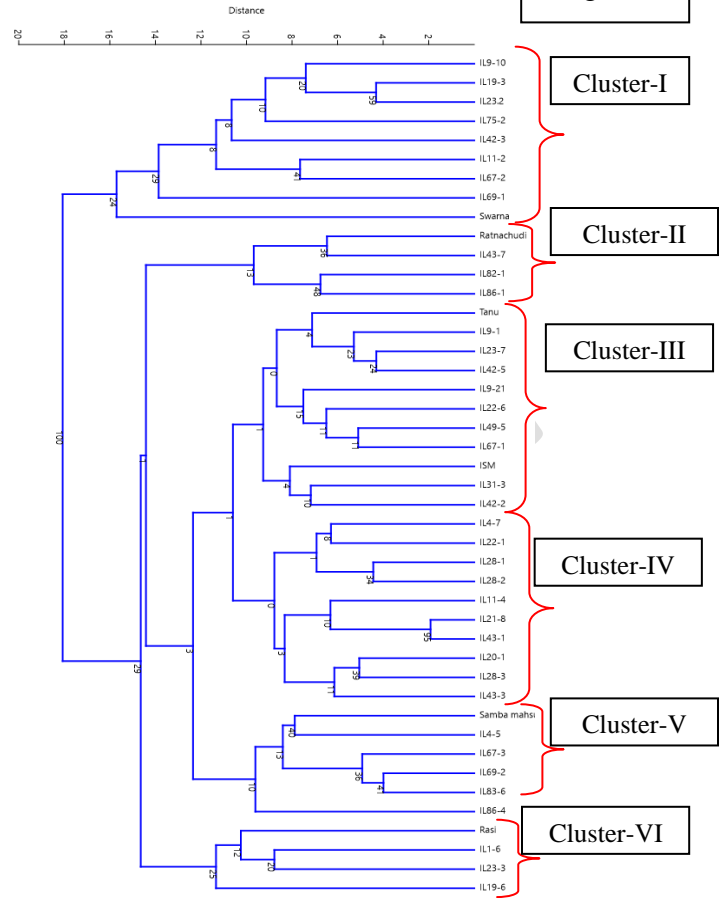 Distance
20
18
16
14
12
10
8
6
4
2
IL9-10
IL19-3
IL23.2
IL75-2
IL42-3
IL11-2
IL67-2
IL69-1
Swarna
Ratnachudi
IL43-7
IL82-1
IL86-1
Tanu
IL9-1
IL23-7
IL42-5
IL9-21
IL22-6
IL49-5
IL67-1
ISM
IL31-3
IL42-2
IL4-7
IL22-1
IL28-1
IL28-2
IL11-4
IL21-8
IL43-1
IL20-1
IL28-3
IL43-3
Samba mahsi
IL4-5
IL67-3
IL69-2
IL83-6
IL86-4
Rasi
IL1-6
IL23-3
IL19-6
20
59
10
8
8
41
29
24
36
13
48
4
23
24
0
15
11
11
1
4
10
100
1
8
1
34
0
10
95
3
39
11
3
40
13
36
41
10
29
12
20
25
Cluster-I
Cluster-II
Cluster-III
Cluster-IV
Cluster-V
Cluster-VI